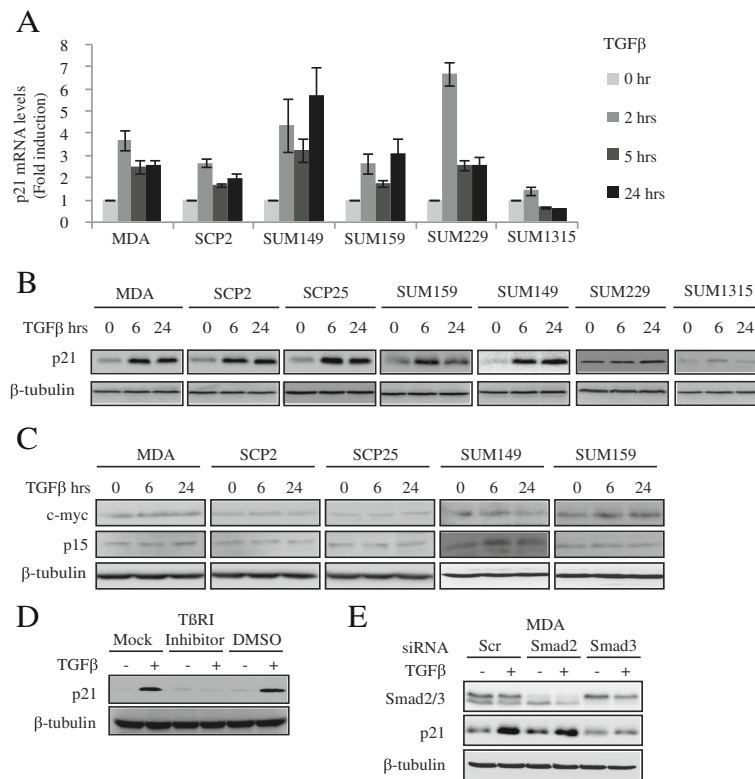 A
TGFβ
p21 mRNA levels
(Fold induction)
8
7
6
5
4
3
2
1
0
0 hr
2 hrs
5 hrs
24 hrs
MDA SCP2 SUM149 SUM159 SUM229 SUM1315
B
MDA SCP2 SCP25 SUM159 SUM149 SUM229 SUM1315
TGFβ hrs 0 6 24 0 6 24 0 6 24 0 6 24 0 6 24 0 6 24 0 6 24
p21
β-tubulin
C
MDA SCP2 SCP25 SUM149 SUM159
TGFβ hrs 0 6 24 0 6 24 0 6 24 0 6 24 0 6 24
c-myc
p15
β-tubulin
D
TßRI
Mock Inhibitor DMSO
TGFβ - + - + - +
p21
β-tubulin
E
MDA
siRNA Scr Smad2 Smad3
TGFβ - + - + - +
Smad2/3
p21
β-tubulin